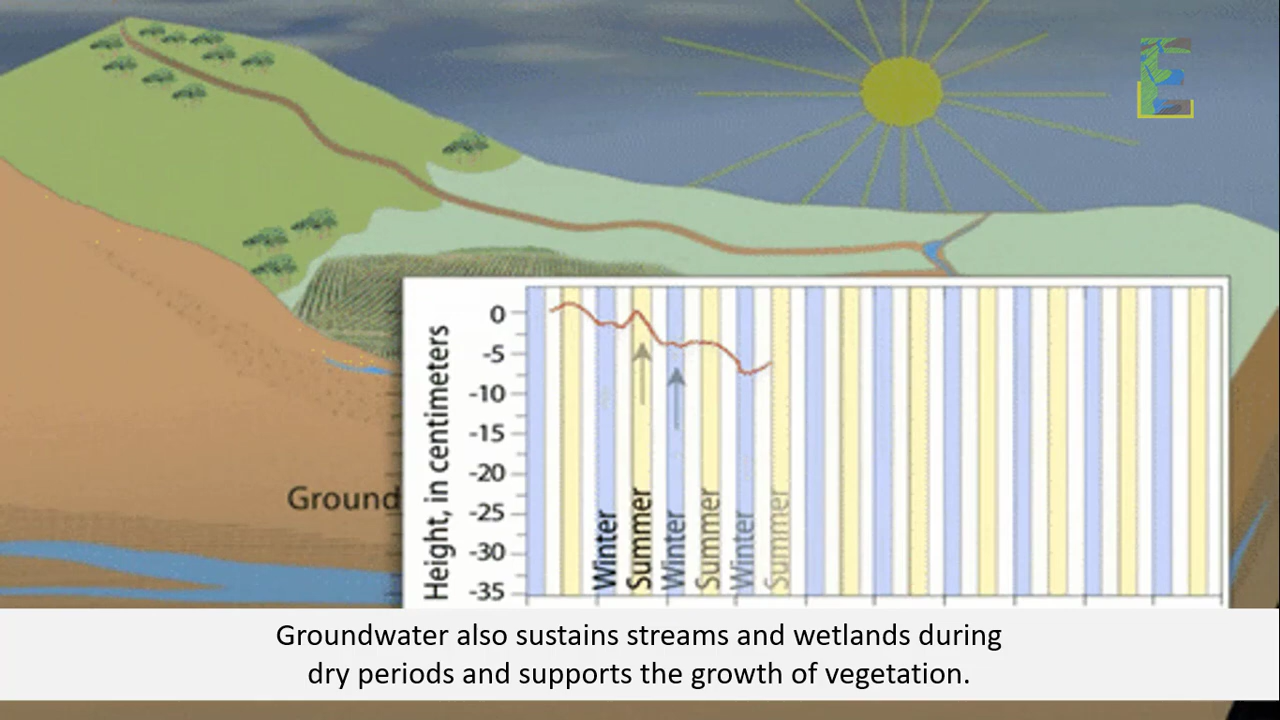 Ground
Height, in centimeters
0
-5
-10
-15
-20
-25
-30
-35
Winter
Summer
Winter
Summer
Winter
Summer
E
Groundwater also sustains streams and wetlands during
dry periods and supports the growth of vegetation.